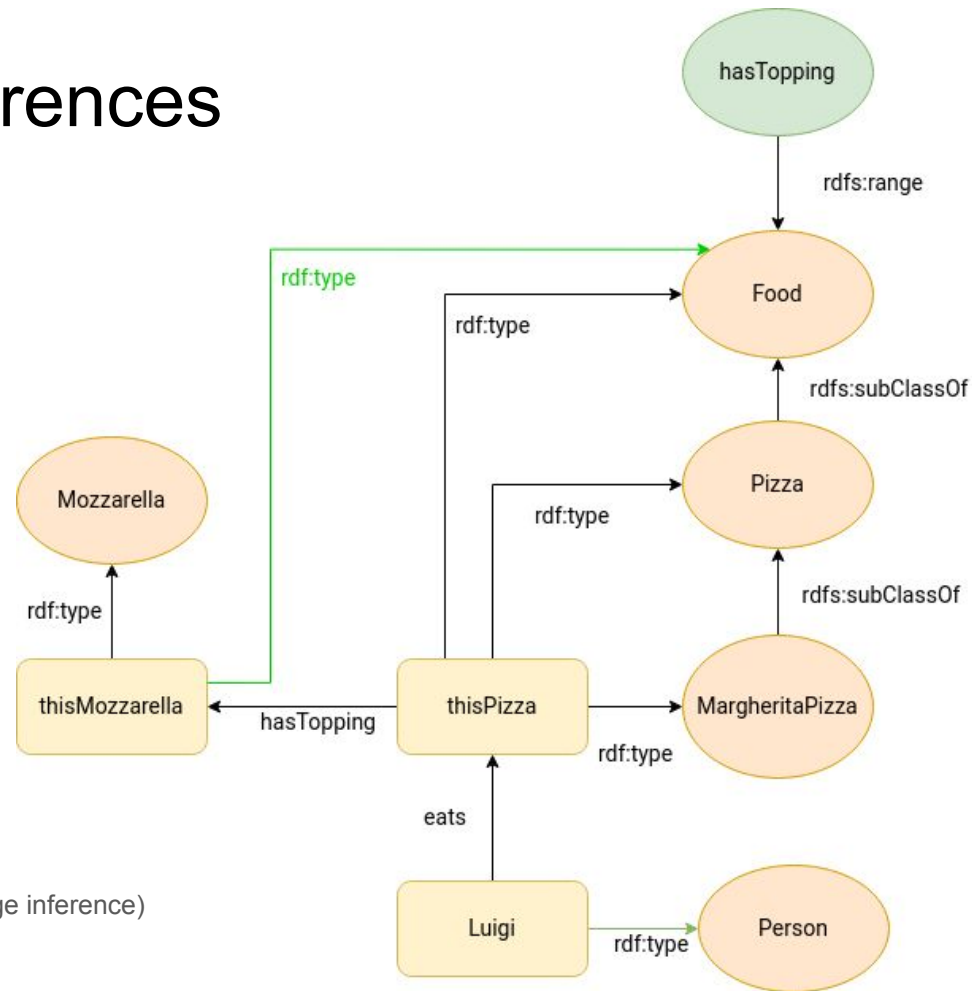 rences
hasTopping
rdfs:range
rdf:type
Food
rdf:type
rdfs:subClassOf
Mozzarella
Pizza
rdf:type
rdf:type
rdfs:subClassOf
thisMozzarella
hasTopping
thisPizza
rdf:type
MargheritaPizza
eats
ge inference)
Luigi
rdf:type
Person